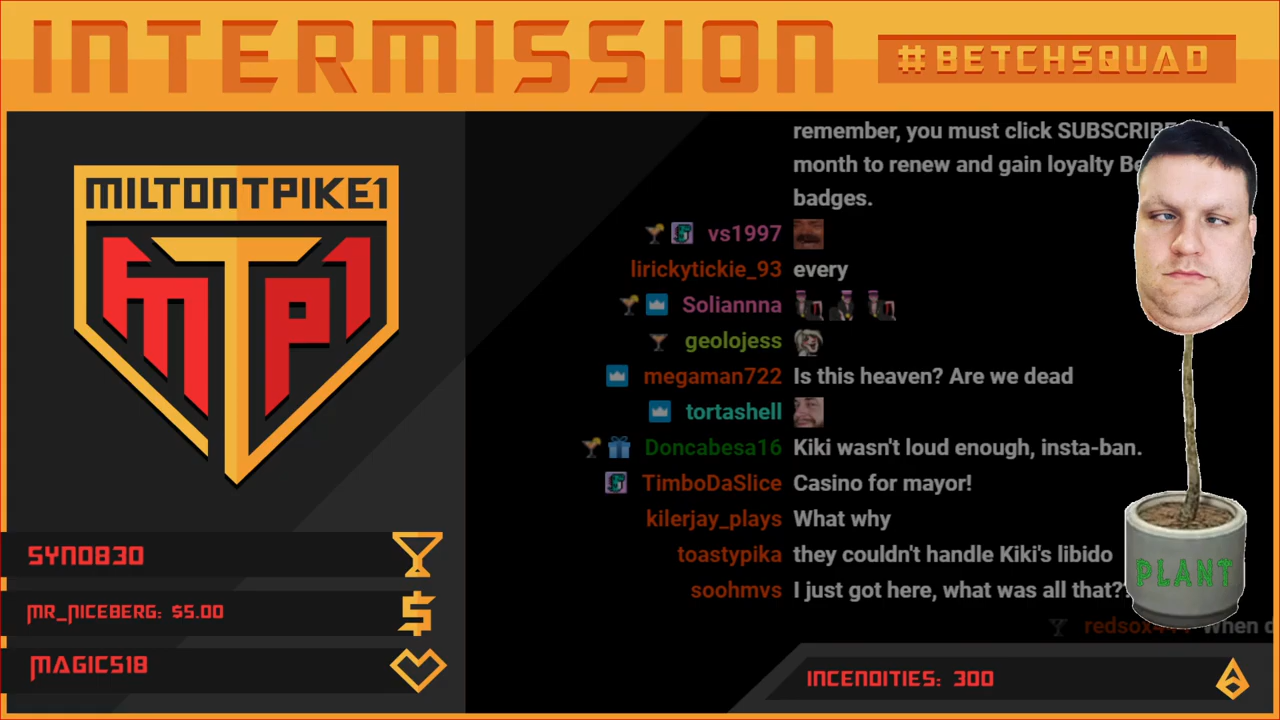 INTERMISSION
#BETCHSQUAD
MILTONTPIKE1
MTP1
SYN0830
MR_NICEBERG: $5.00
MAGIC518
remember, you must click SUBSCRIBE
month to renew and gain loyalty
badges.
vs1997
lirickytickie_93 every
Soliannna
geolojess
megaman722 Is this heaven? Are we dead
tortashell
Doncabesa16 Kiki wasn't loud enough, insta-ban.
TimboDaSlice Casino for mayor!
kilerjay_plays What why
toastypika they couldn't handle Kiki's libido
soohmvs I just got here, what was all that?
When
PLANT
INCENDITIES: 300